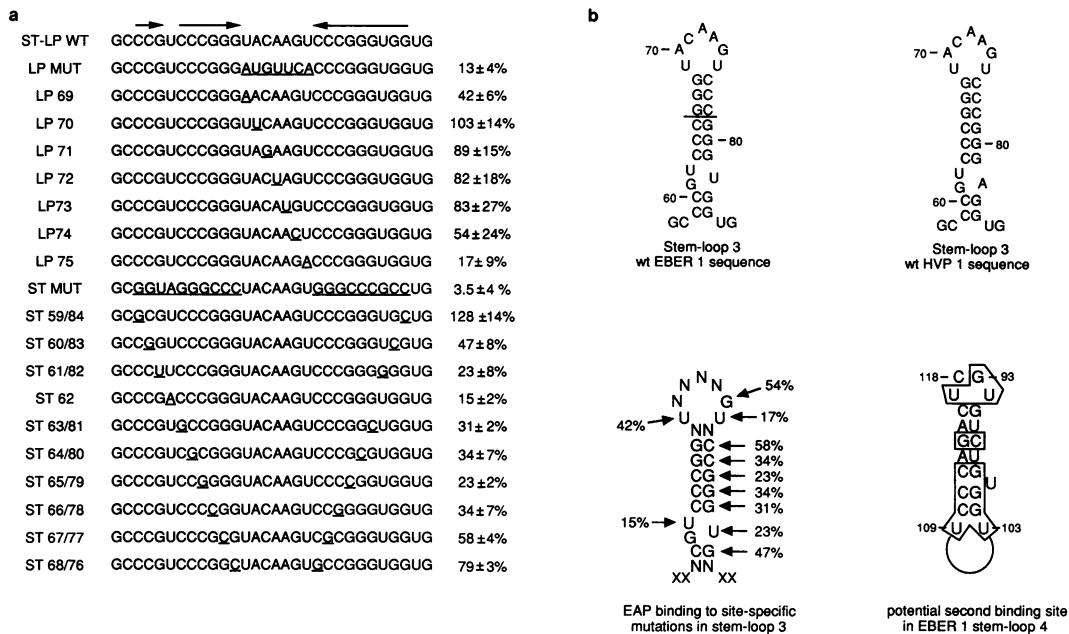 a
ST-LP WT GCCCGUCCCGGGUACAAGUCCCGGGUGGUG
LP MUT GCCCGUCCCGGGAUGUUCACCCGGGUGGUG 13±4%
LP 69 GCCCGUCCCGGGAACAAGUCCCGGGUGGUG 42±6%
LP 70 GCCCGUCCCGGGUUCAAGUCCCGGGUGGUG 103±14%
LP 71 GCCCGUCCCGGGUAGAAGUCCCGGGUGGUG 89±15%
LP 72 GCCCGUCCCGGGUACUAGUCCCGGGUGGUG 82±18%
LP73 GCCCGUCCCGGGUACAUGUCCCGGGUGGUG 83±27%
LP74 GCCCGUCCCGGGUACAACUCCCGGGUGGUG 54±24%
LP 75 GCCCGUCCCGGGUACAAGACCCGGGUGGUG 17±9%
ST MUT GCGGUAGGGCCCUACAAGUGGGCCCGCCUG 3.5±4 %
ST 59/84 GCGCGUCCCGGGUACAAGUCCCGGGUGCUG 128 ±14%
ST 60/83 GCCGGUCCCGGGUACAAGUCCCGGGUCGUG 47±8%
ST 61/82 GCCCUUCCCGGGUACAAGUCCCGGGGGGUG 23±8%
ST 62 GCCCGACCCGGGUACAAGUCCCGGGUGGUG 15±2%
ST 63/81 GCCCGUGCCGGGUACAAGUCCCGGCUGGUG 31±2%
ST 64/80 GCCCGUCGCGGGUACAAGUCCCGCGUGGUG 34±7%
ST 65/79 GCCCGUCCGGGGUACAAGUCCCCGGUGGUG 23±2%
ST 66/78 GCCCGUCCCCGGUACAAGUCCGGGGUGGUG 34±7%
ST 67/77 GCCCGUCCCGCGUACAAGUCGCGGGUGGUG 58±4%
ST 68/76 GCCCGUCCCGGCUACAAGUGCCGGGUGGUG 79±3%
b
C A A
70 A G
U U
GC
GC
GC
CG
CG 80
CG
U U
G
60 CG
CG
GC UG
Stem-loop 3
wt EBER 1 sequence
C A A
70 A G
U U
GC
GC
GC
CG
CG 80
CG
U A
G
60 CG
CG
GC UG
Stem-loop 3
wt HVP 1 sequence
N N N N
N G 54%
42% U U 17%
NN
GC 58%
GC 34%
CG 23%
CG 34%
CG 31%
15% U U 23%
G
CG 47%
NN
XX XX
EAP binding to site-specific
mutations in stem-loop 3
118 C G 93
U U
CG
AU
GC
AU
CG U
CG
CG
109 U U 103
potential second binding site
in EBER 1 stem-loop 4